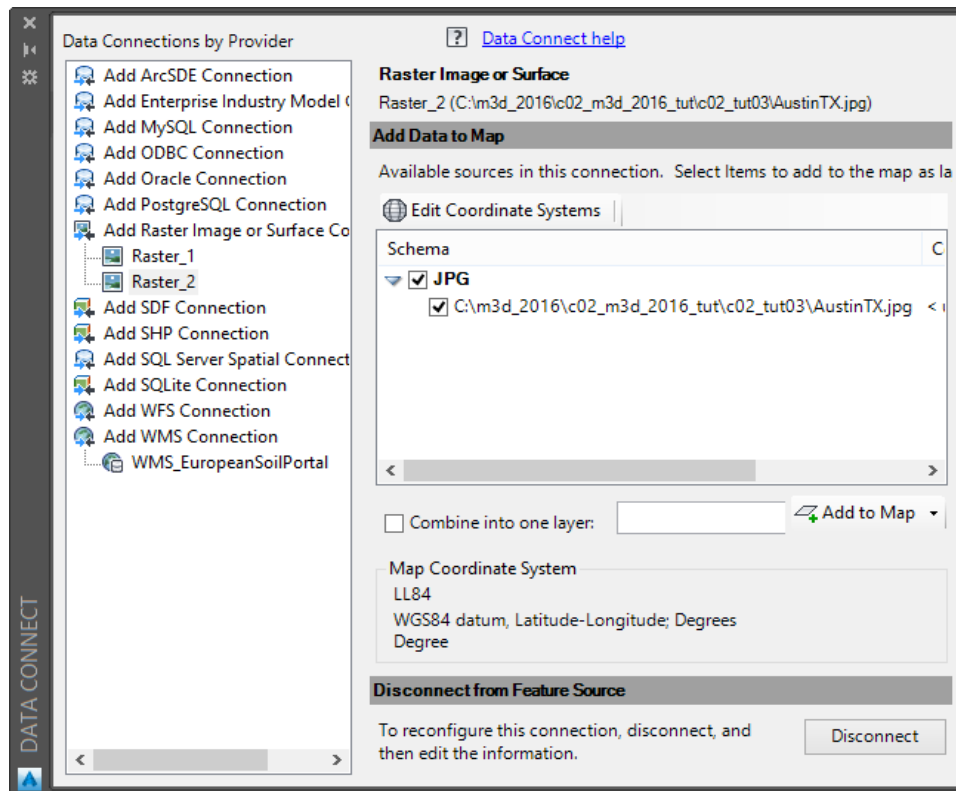 Data Connections by Provider
Add ArcSDE Connection
Add Enterprise Industry Model
Add MySQL Connection
Add ODBC Connection
Add Oracle Connection
Add PostgreSQL Connection
Add Raster Image or Surface Co
Raster_1
Raster_2
Add SDF Connection
Add SHP Connection
Add SQL Server Spatial Connect
Add SQLite Connection
Add WFS Connection
Add WMS Connection
WMS_EuropeanSoilPortal
? Data Connect help
Raster Image or Surface
Raster_2 (C:\m3d_2016\c02_m3d_2016_tut\c02_tut03\AustinTX.jpg)
Add Data to Map
Available sources in this connection. Select Items to add to the map as la
Edit Coordinate Systems
Schema C
JPG
C:\m3d_2016\c02_m3d_2016_tut\c02_tut03\AustinTX.jpg <
Combine into one layer:
Add to Map
Map Coordinate System
LL84
WGS84 datum, Latitude-Longitude; Degrees
Degree
Disconnect from Feature Source
To reconfigure this connection, disconnect, and
then edit the information.
Disconnect
DATA CONNECT